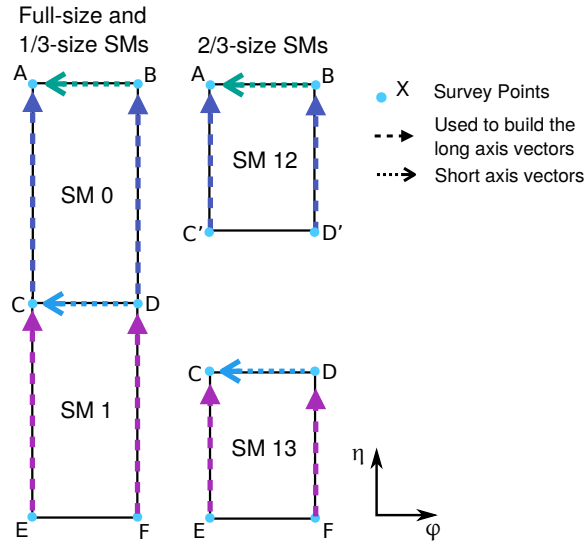 Full-size and
1/3-size SMs
2/3-size SMs
A
B
A
B
X
Survey Points
Used to build the
long axis vectors
Short axis vectors
SM 0
SM 12
C'
D'
C
D
C
D
SM 1
SM 13
E
F
E
F
η
φ